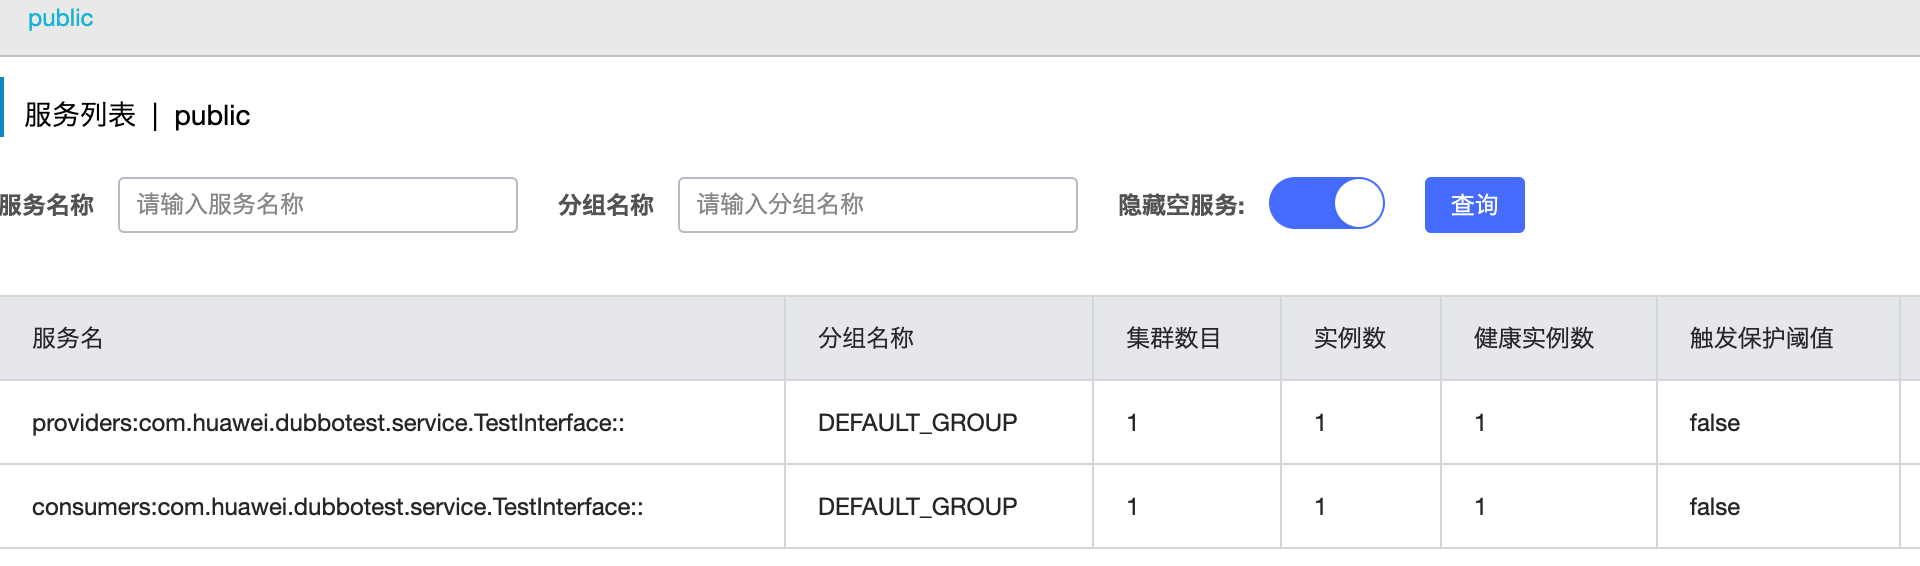 public
服务列表 | public
服务名称 请输入服务名称 分组名称 请输入分组名称 隐藏空服务: 查询
服务名 分组名称 集群数目 实例数 健康实例数 触发保护阈值
providers:com.huawei.dubbotest.service.TestInterface:: DEFAULT_GROUP 1 1 1 false
consumers:com.huawei.dubbotest.service.TestInterface:: DEFAULT_GROUP 1 1 1 false